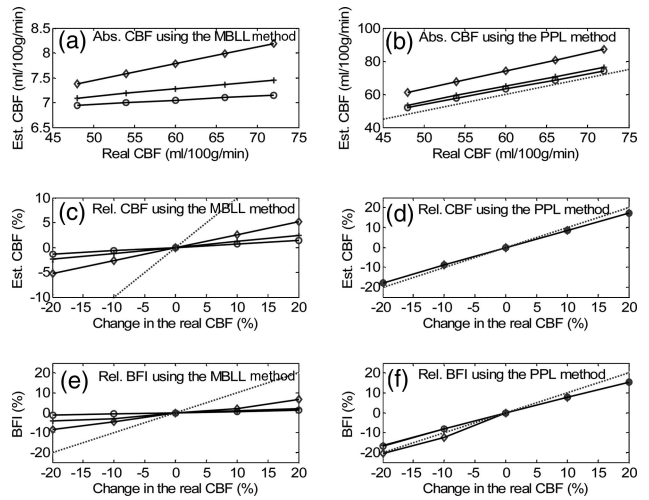 (a) Abs. CBF using the MBLL method
Est. CBF (ml/100g/min)
8.5
8
7.5
7
6.5
45 50 55 60 65 70 75
Real CBF (ml/100g/min)
(b) Abs. CBF using the PPL method
Est. CBF (ml/100g/min)
100
80
60
40
45 50 55 60 65 70 75
Real CBF (ml/100g/min)
(c) Rel. CBF using the MBLL method
Est. CBF (%)
10
5
0
-5
-10
-20 -15 -10 -5 0 5 10 15 20
Change in the real CBF (%)
(d) Rel. CBF using the PPL method
Est. CBF (%)
20
10
0
-10
-20
-20 -15 -10 -5 0 5 10 15 20
Change in the real CBF (%)
(e) Rel. BFI using the MBLL method
BFI (%)
20
10
0
-10
-20
-20 -15 -10 -5 0 5 10 15 20
Change in the real CBF (%)
(f) Rel. BFI using the PPL method
BFI (%)
20
10
0
-10
-20
-20 -15 -10 -5 0 5 10 15 20
Change in the real CBF (%)